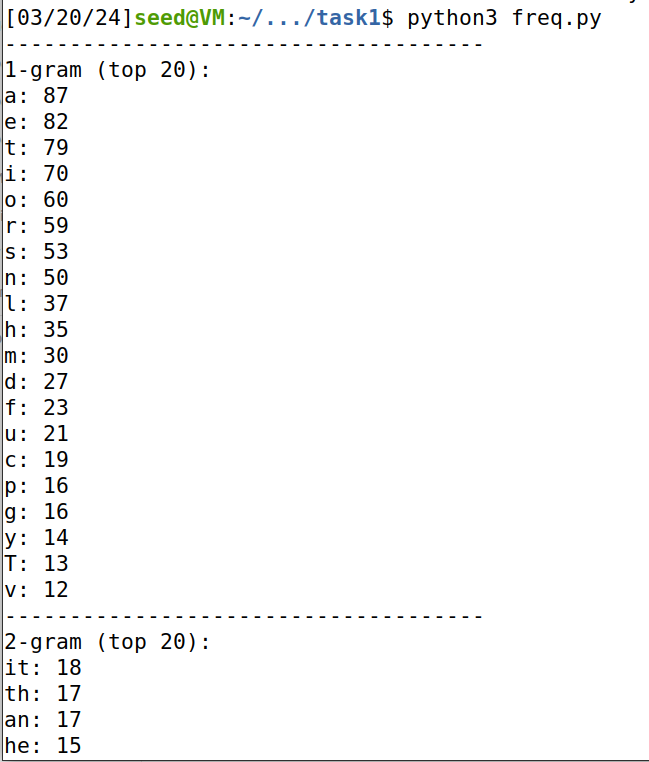 [03/20/24]seed@VM:~/.../task1$ python3 freq.py
-------------------------------------
1-gram (top 20):
a: 87
e: 82
t: 79
i: 70
o: 60
r: 59
s: 53
n: 50
l: 37
h: 35
m: 30
d: 27
f: 23
u: 21
c: 19
p: 16
g: 16
y: 14
T: 13
v: 12
-------------------------------------
2-gram (top 20):
it: 18
th: 17
an: 17
he: 15